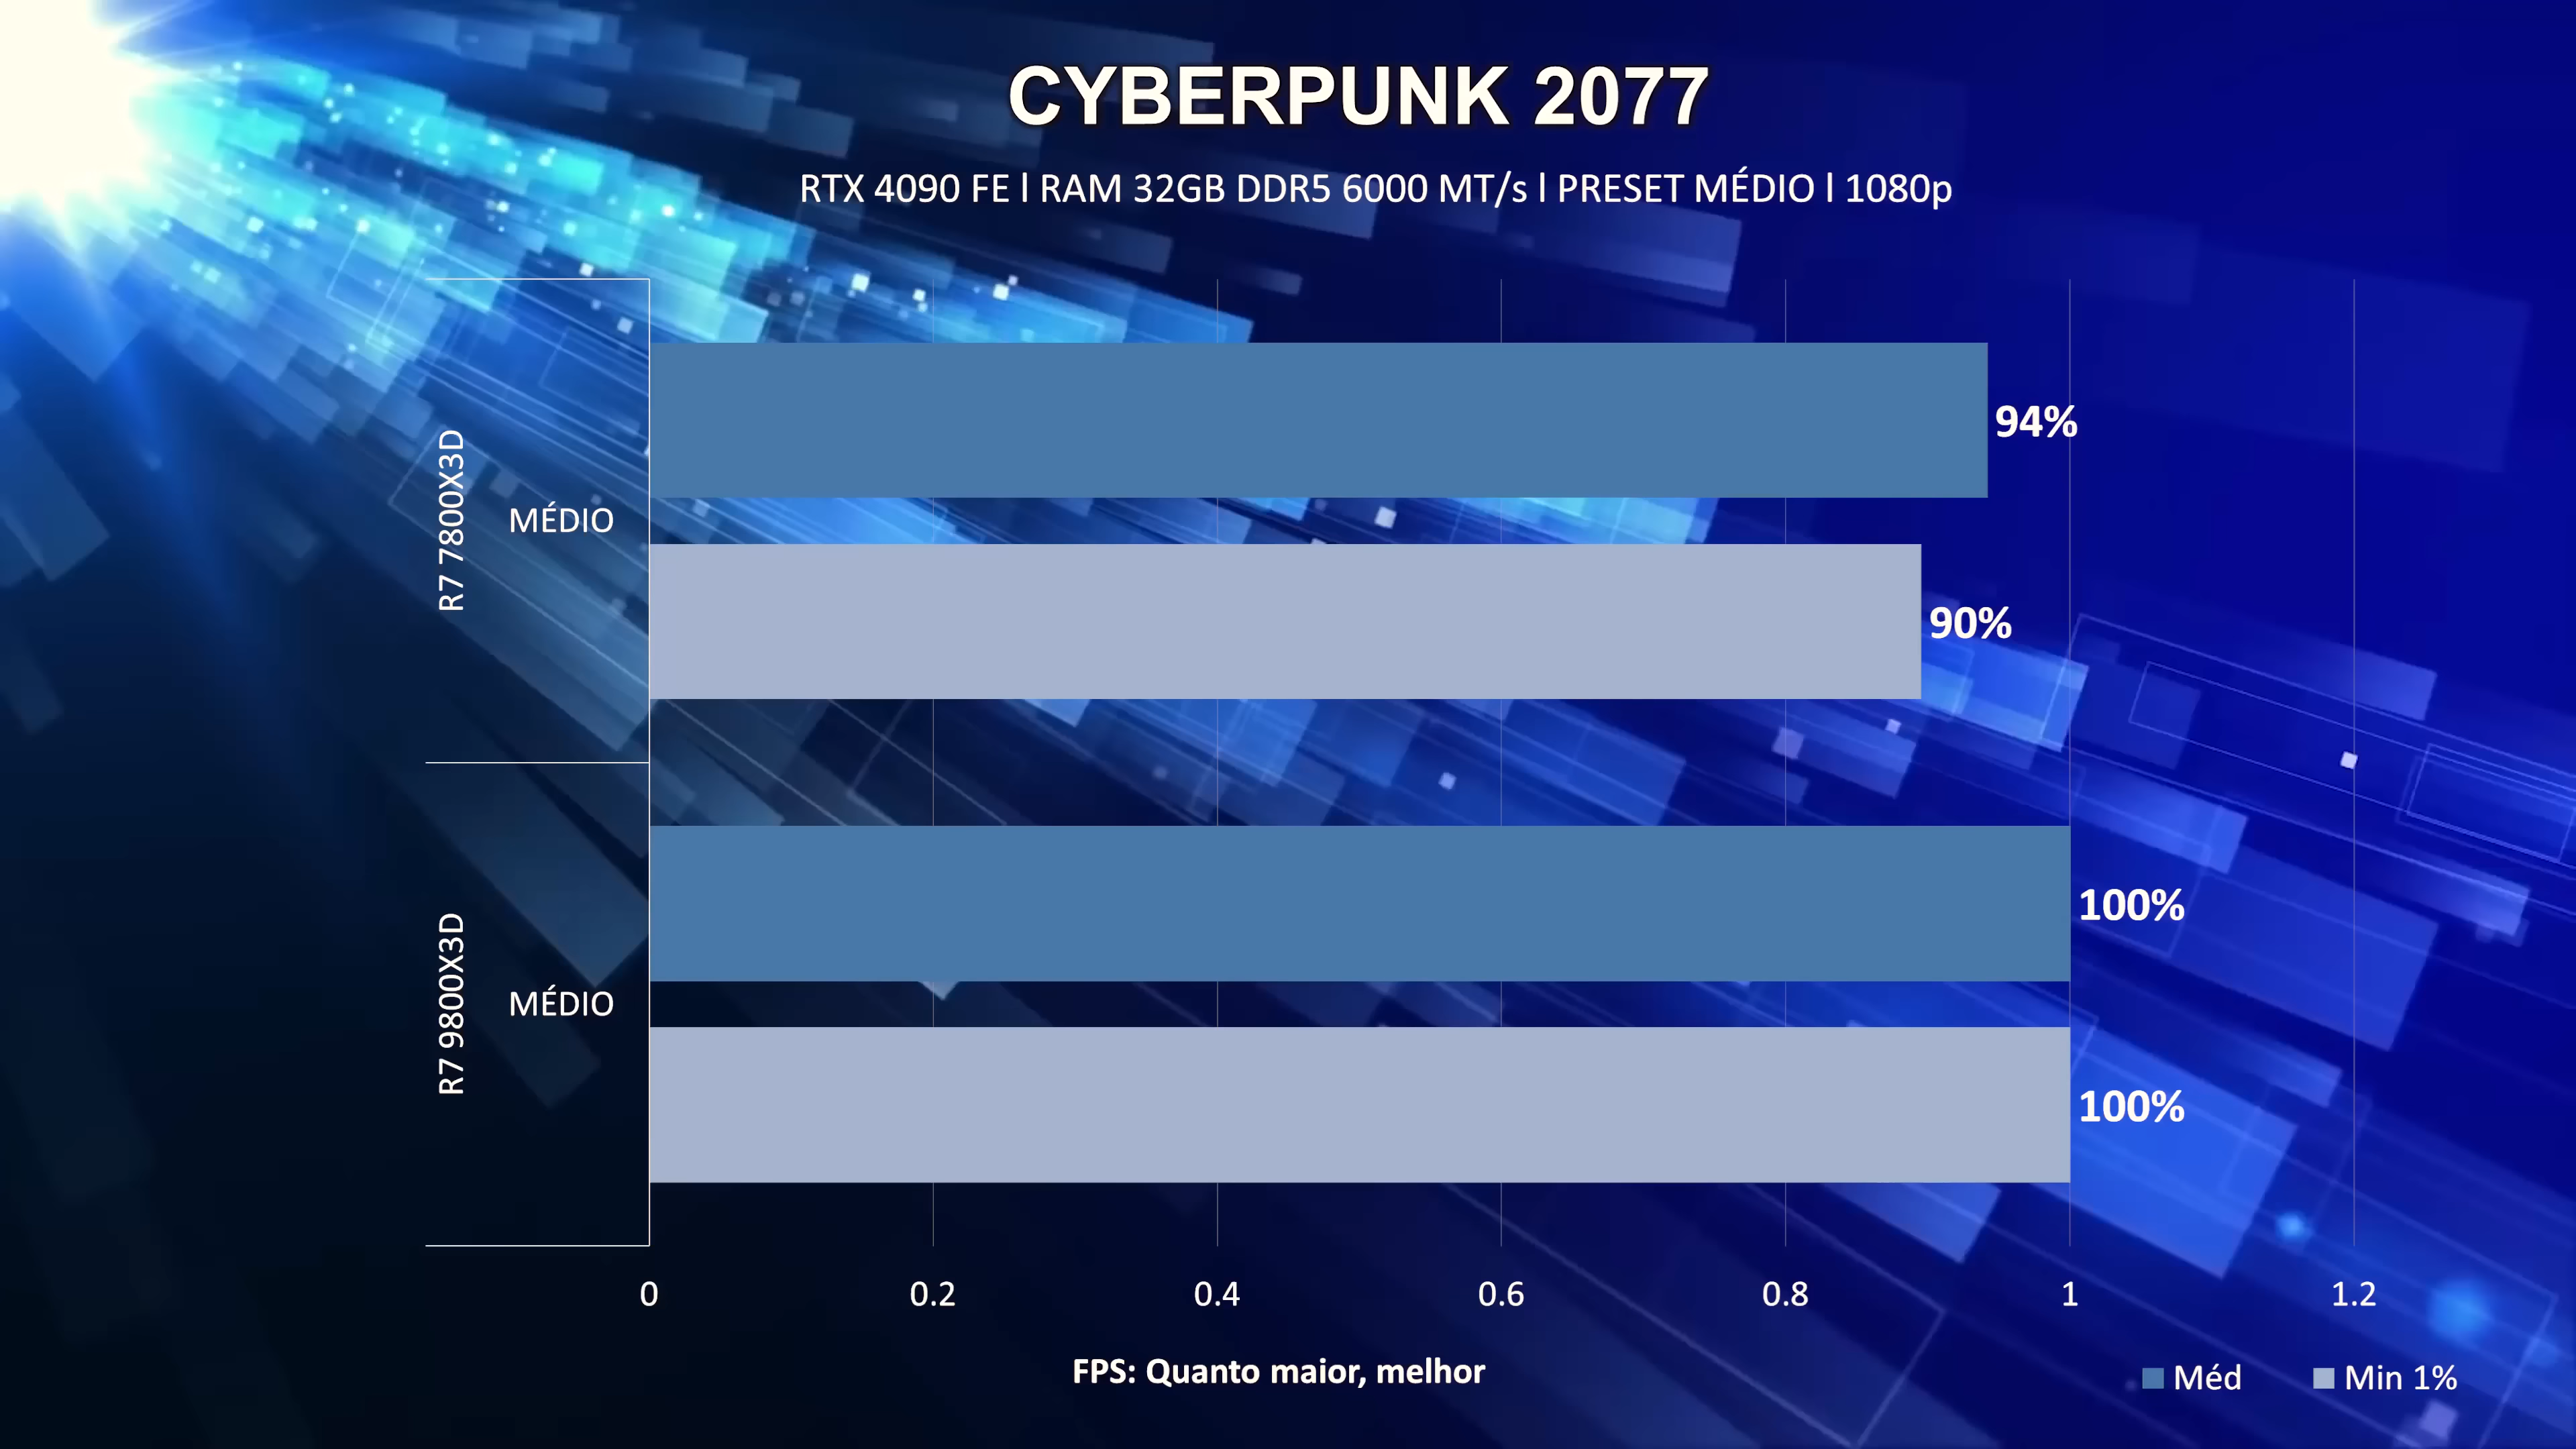 CYBERPUNK 2077
RTX 4090 FE l RAM 32GB DDR5 6000 MT/s l PRESET MÉDIO l 1080p
R7 7800X3D
MÉDIO
94%
90%
R7 9800X3D
MÉDIO
100%
100%
0 0.2 0.4 0.6 0.8 1 1.2
FPS: Quanto maior, melhor
Méd Min 1%